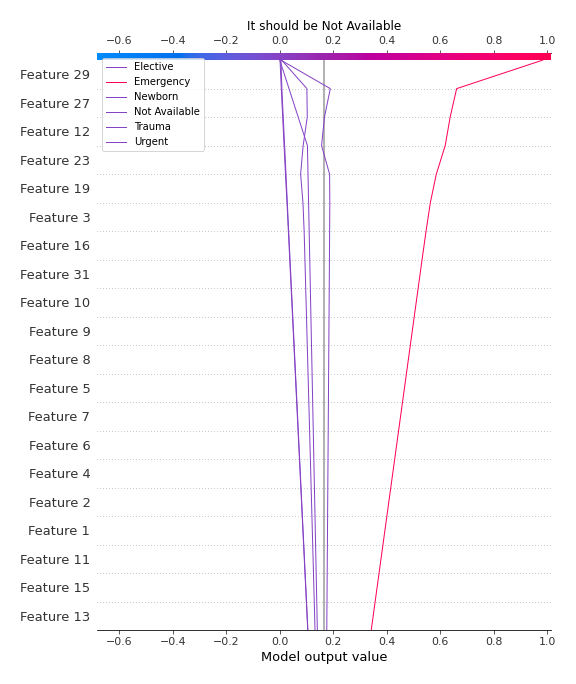 It should be Not Available
−0.6 −0.4 −0.2 0.0 0.2 0.4 0.6 0.8 1.0
Elective
Emergency
Newborn
Not Available
Trauma
Urgent
Feature 29
Feature 27
Feature 12
Feature 23
Feature 19
Feature 3
Feature 16
Feature 31
Feature 10
Feature 9
Feature 8
Feature 5
Feature 7
Feature 6
Feature 4
Feature 2
Feature 1
Feature 11
Feature 15
Feature 13
−0.6 −0.4 −0.2 0.0 0.2 0.4 0.6 0.8 1.0
Model output value